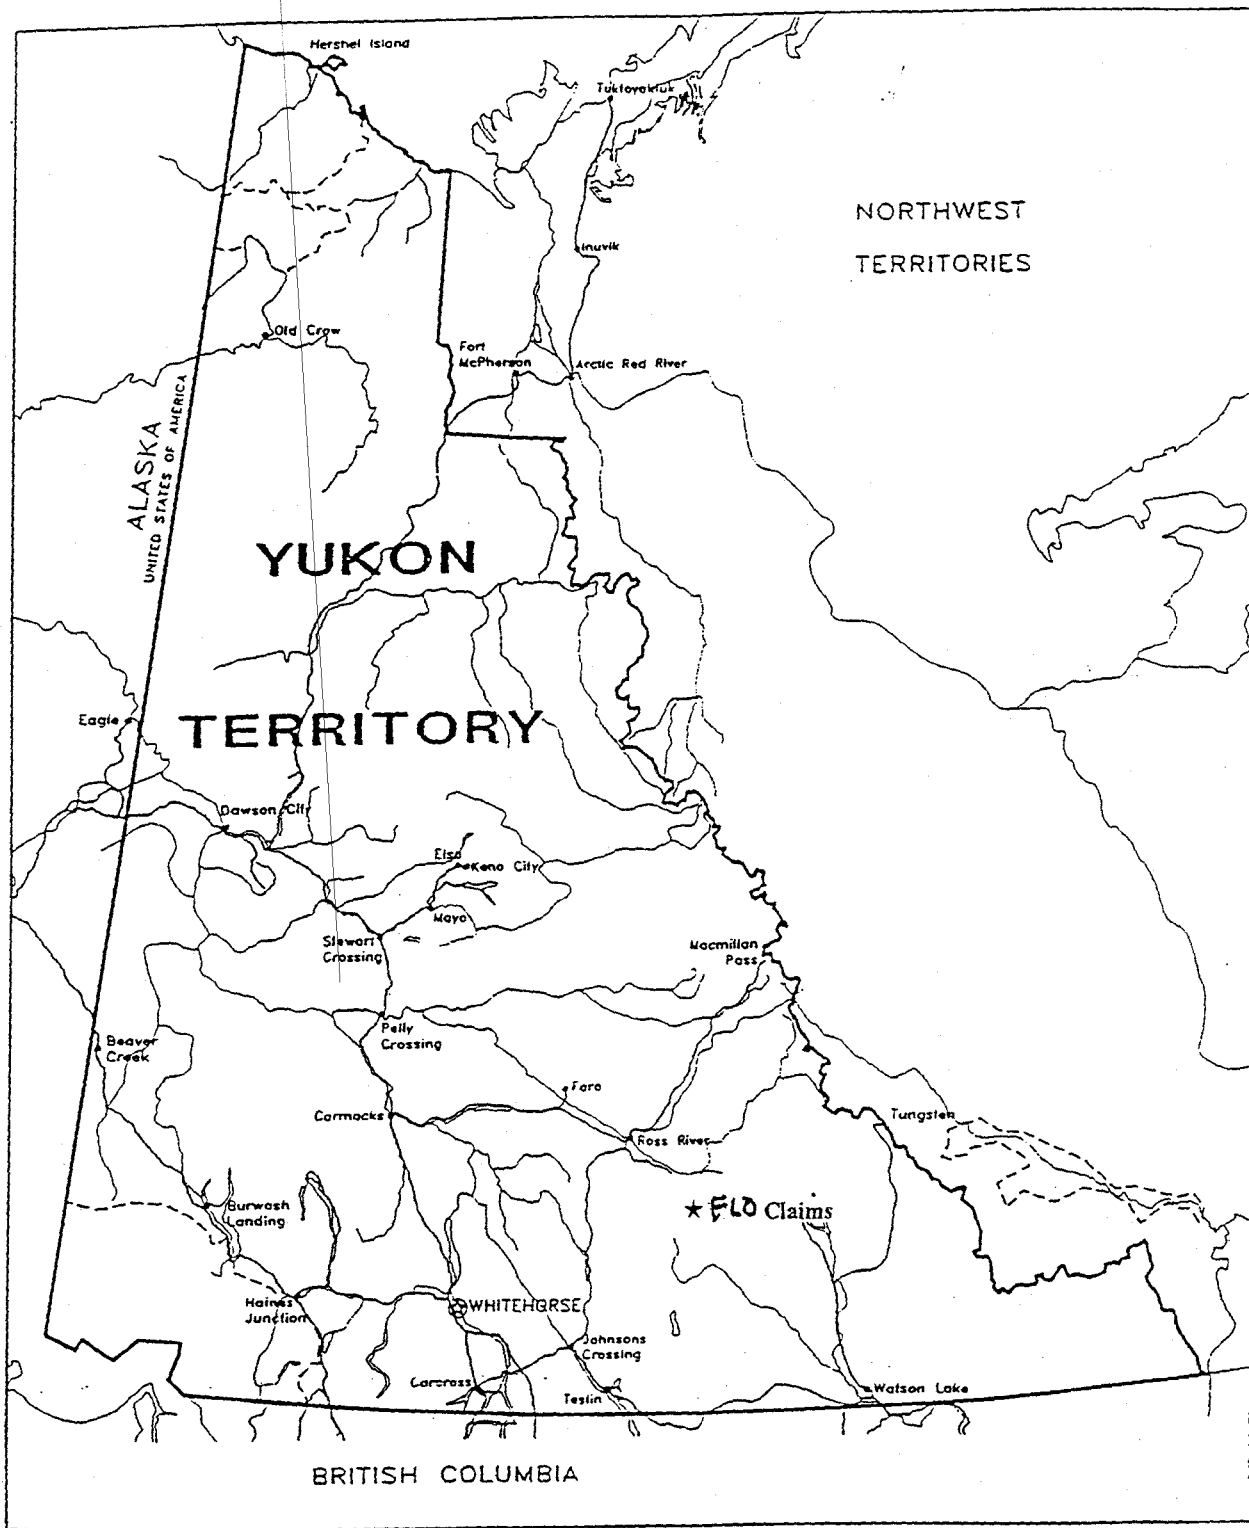 Hershel Island
Tuktoyaktuk
NORTHWEST
TERRITORIES
Inuvik
Old Crow
Fort
McPherson
Arctic Red River
ALASKA
UNITED STATES OF AMERICA
YUKON
TERRITORY
Eagle
Dawson City
Elsa
Keno City
Mayo
Stewart
Crossing
Macmillan
Pass
Pelly
Crossing
Beaver
Creek
Faro
Carmacks
Tungsten
Ross River
Burwash
Landing
★ FLO Claims
Haines
Junction
WHITEHORSE
Johnsons
Crossing
Carcross
Teslin
Watson Lake
BRITISH COLUMBIA